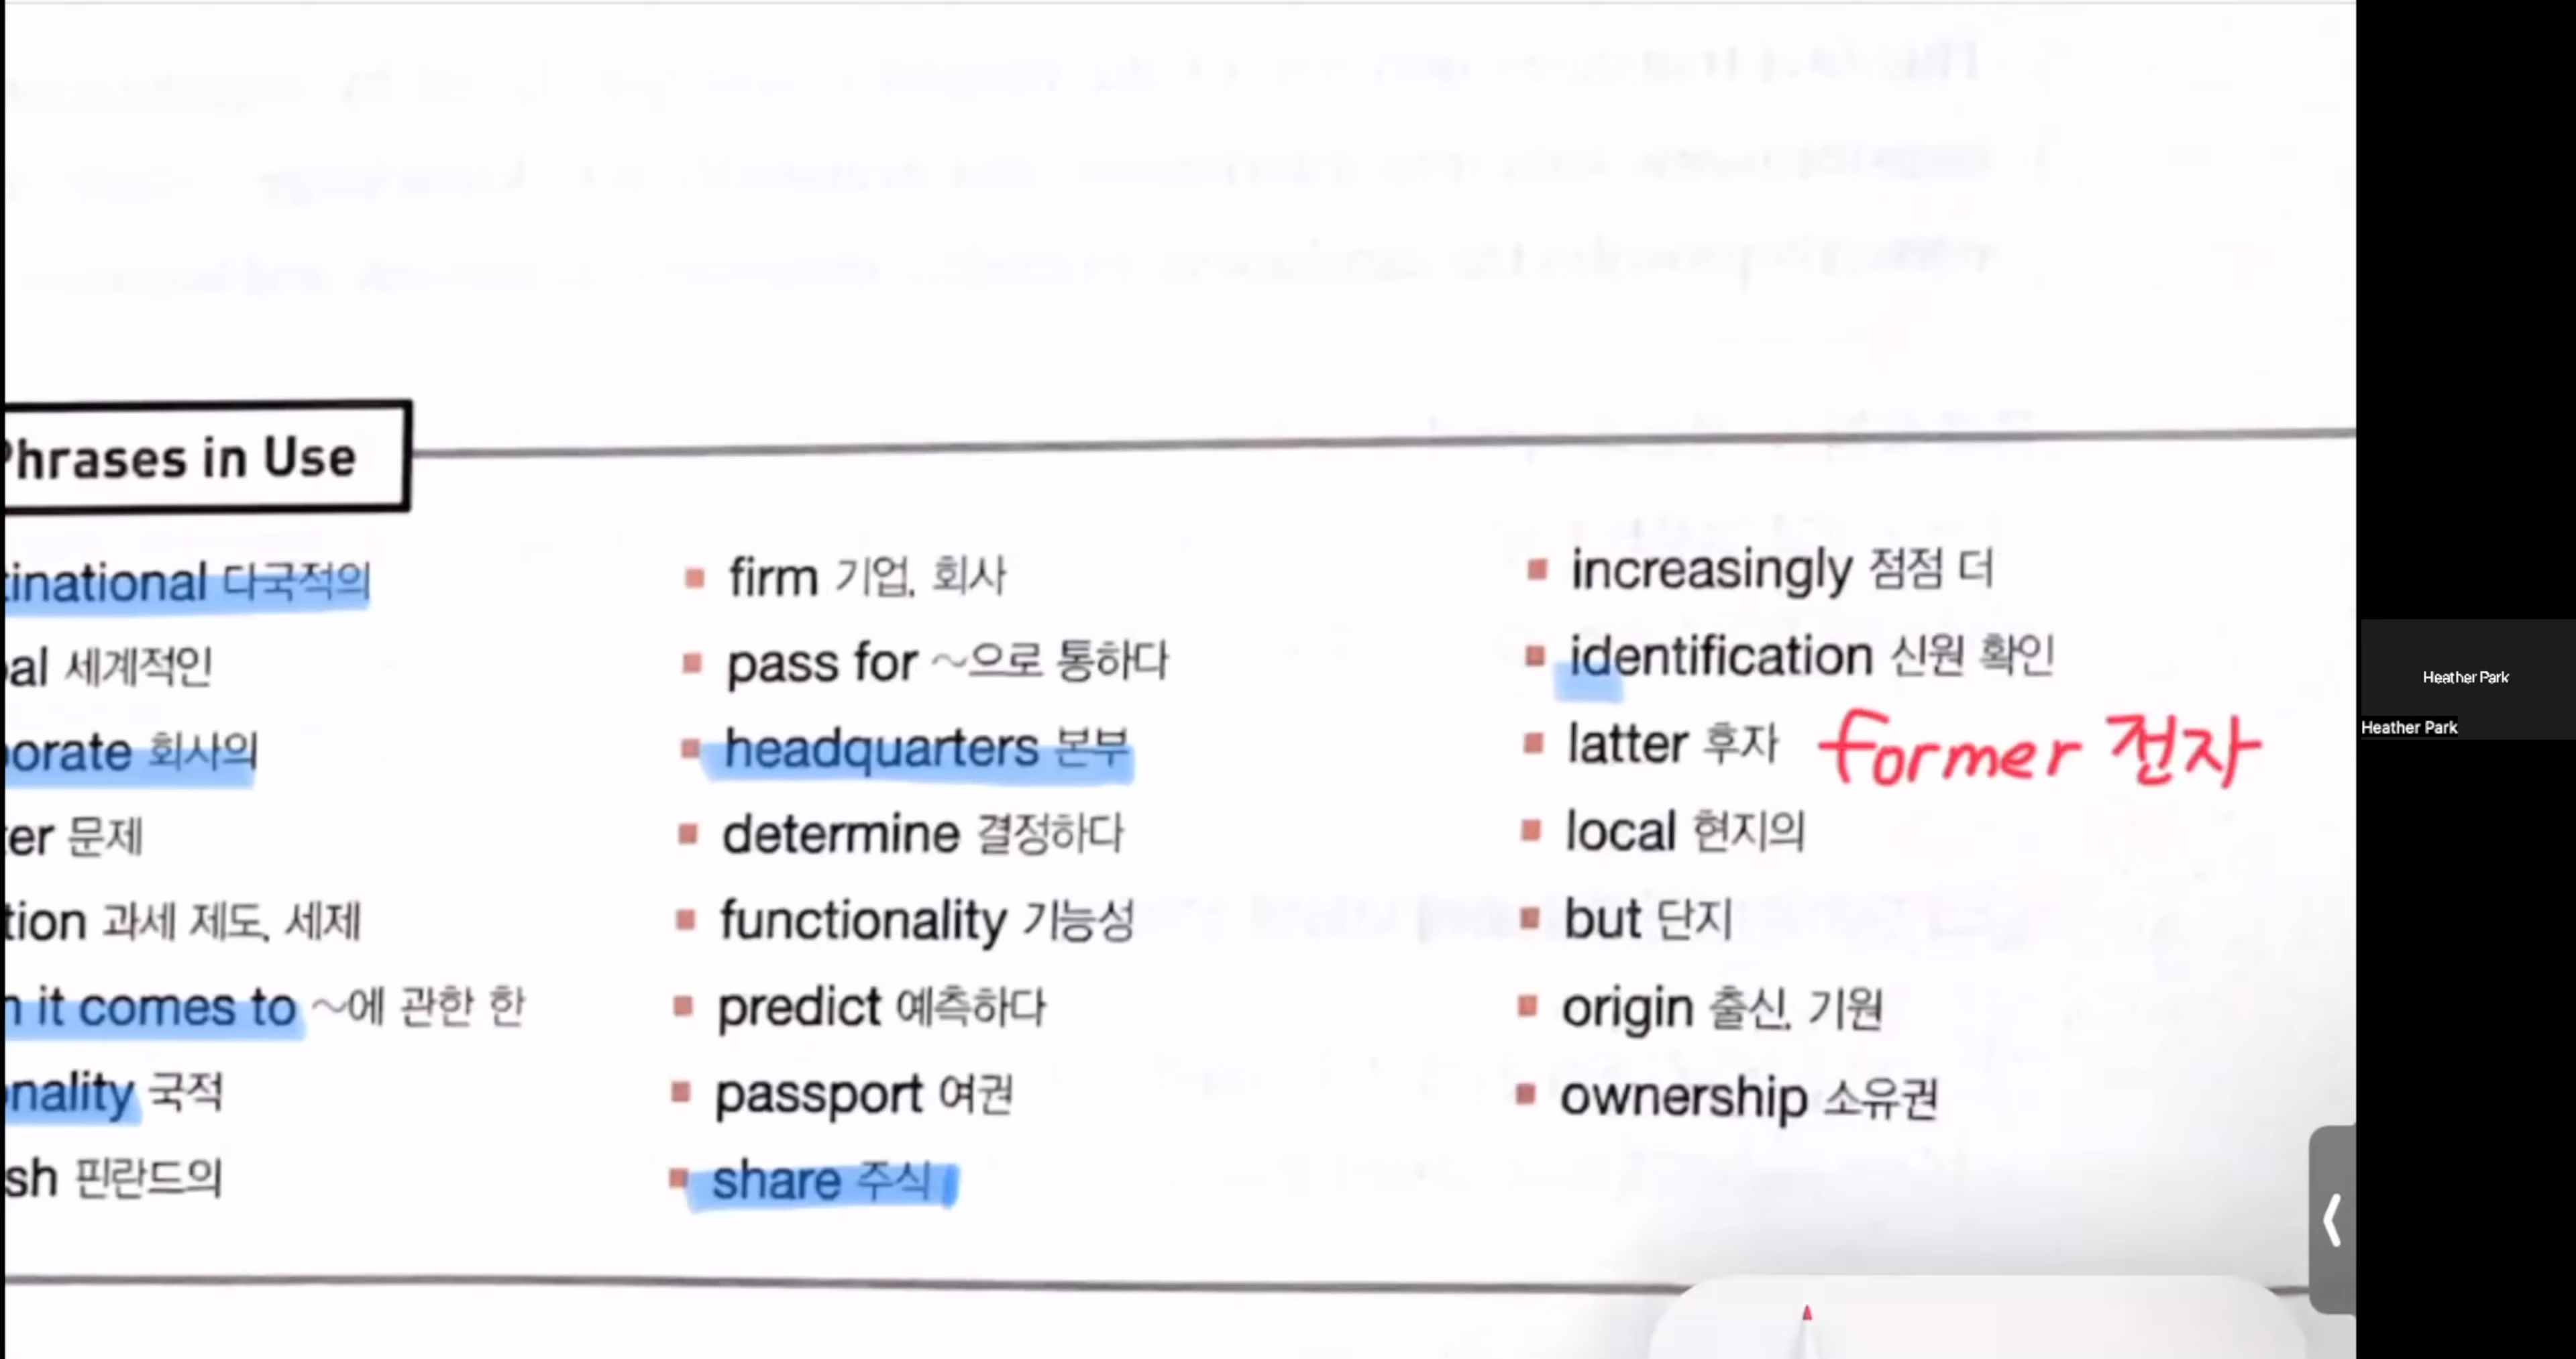 Phrases in Use
tinational 다국적의
bal 세계적인
porate 회사의
ter 문제
tion 과세 제도, 세제
n it comes to ~에 관한 한
onality 국적
sh 핀란드의
firm 기업, 회사
pass for ~으로 통하다
headquarters 본부
determine 결정하다
functionality 기능성
predict 예측하다
passport 여권
share 주식
increasingly 점점 더
identification 신원 확인
latter 후자 former 전자
local 현지의
but 단지
origin 출신, 기원
ownership 소유권
Heather Park
Heather Park